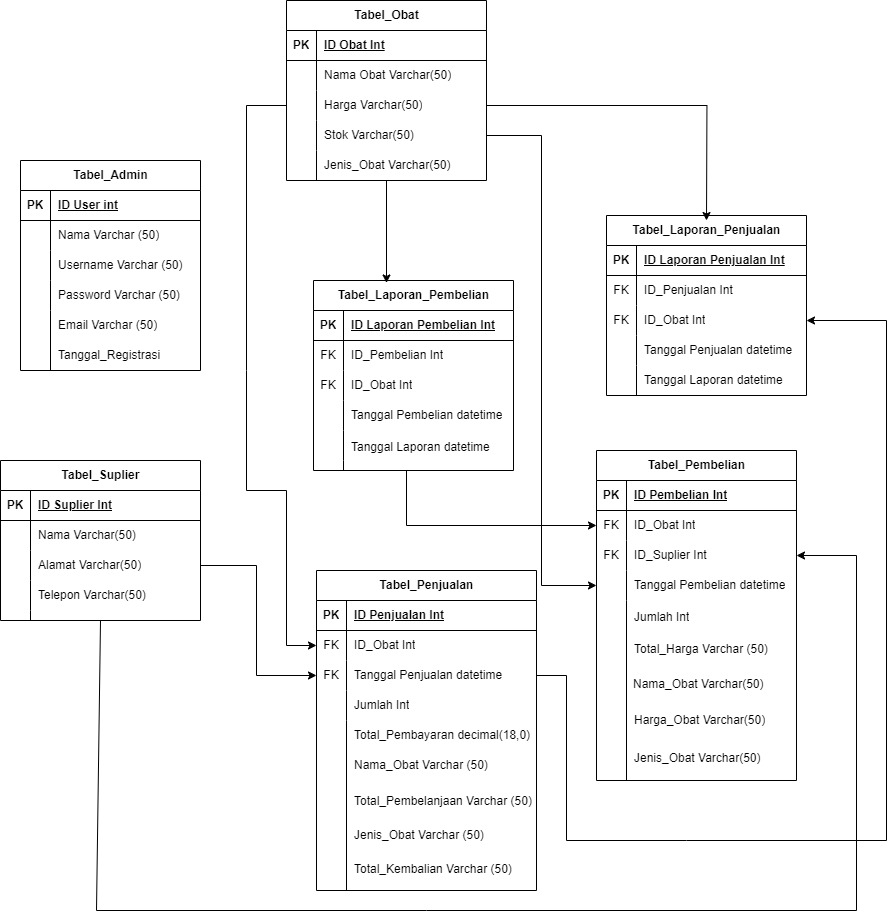 Tabel_Obat
PK ID Obat Int
Nama Obat Varchar(50)
Harga Varchar(50)
Stok Varchar(50)
Jenis_Obat Varchar(50)
Tabel_Admin
PK ID User int
Nama Varchar (50)
Username Varchar (50)
Password Varchar (50)
Email Varchar (50)
Tanggal_Registrasi
Tabel_Laporan_Penjualan
PK ID Laporan Penjualan Int
FK ID_Penjualan Int
FK ID_Obat Int
Tanggal Penjualan datetime
Tanggal Laporan datetime
Tabel_Laporan_Pembelian
PK ID Laporan Pembelian Int
FK ID_Pembelian Int
FK ID_Obat Int
Tanggal Pembelian datetime
Tanggal Laporan datetime
Tabel_Suplier
PK ID Suplier Int
Nama Varchar(50)
Alamat Varchar(50)
Telepon Varchar(50)
Tabel_Pembelian
PK ID Pembelian Int
FK ID_Obat Int
FK ID_Suplier Int
Tanggal Pembelian datetime
Jumlah Int
Total_Harga Varchar (50)
Nama_Obat Varchar(50)
Harga_Obat Varchar(50)
Jenis_Obat Varchar(50)
Tabel_Penjualan
PK ID Penjualan Int
FK ID_Obat Int
FK Tanggal Penjualan datetime
Jumlah Int
Total_Pembayaran decimal(18,0)
Nama_Obat Varchar (50)
Total_Pembelanjaan Varchar (50)
Jenis_Obat Varchar (50)
Total_Kembalian Varchar (50)